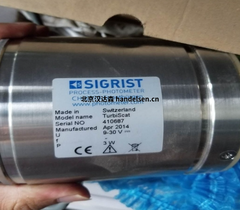 SIGRIST
PROCESS-PHOTOMETER
北京汉达森 handelsen.cn
Made in Switzerland
Model name TurbiScat
Serial NO 410687
Manufactured Apr 2014
U 9-30 V
P 3 W